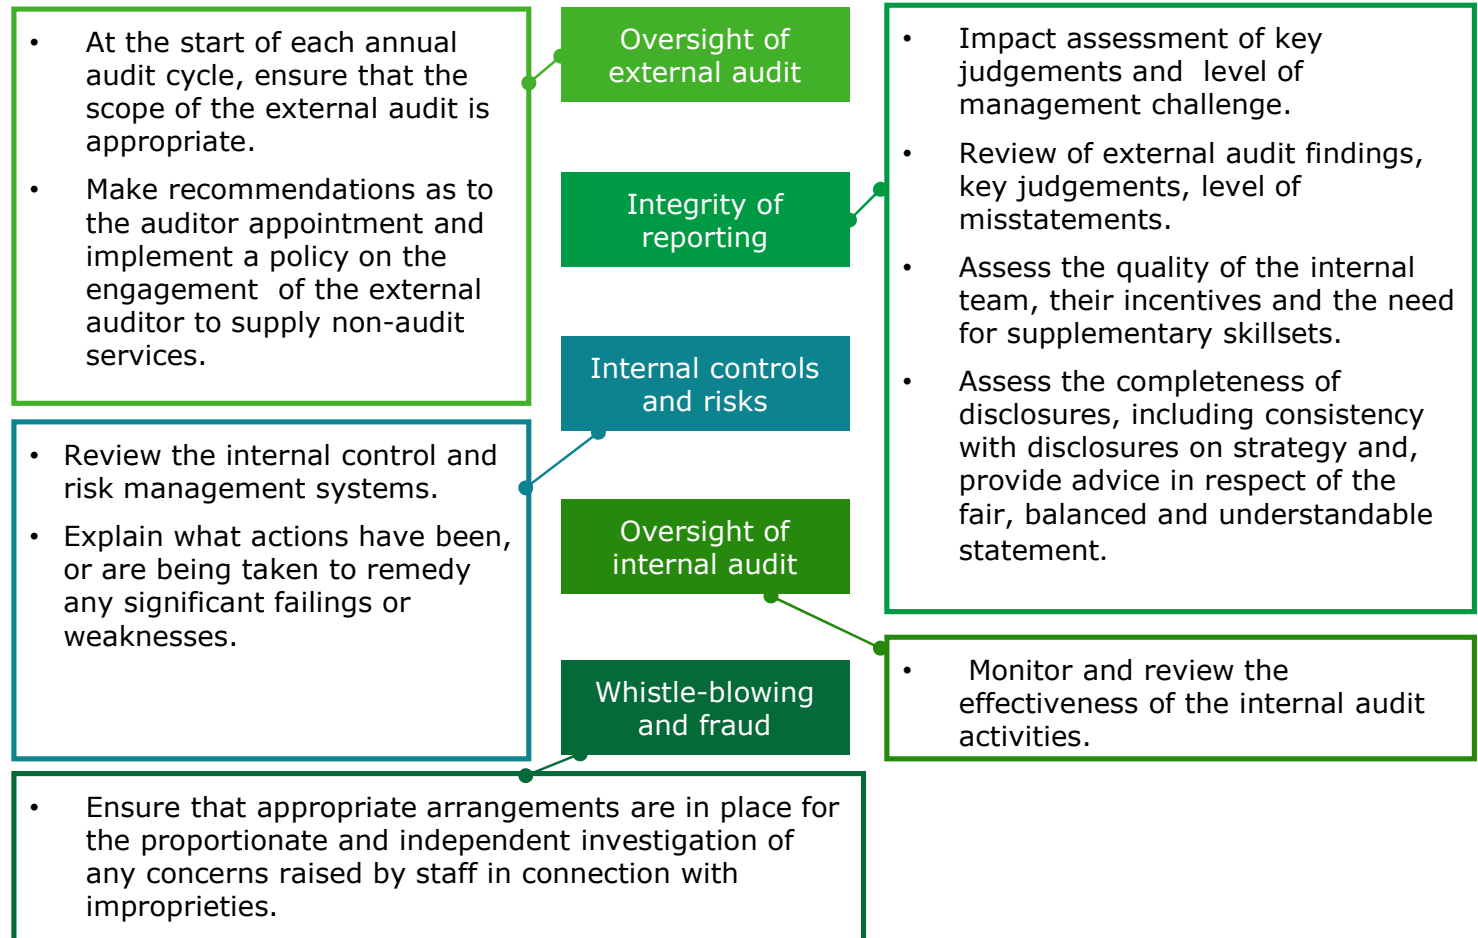 Oversight of
external audit
• At the start of each annual
audit cycle, ensure that the
scope of the external audit is
appropriate.
• Make recommendations as to
the auditor appointment and
implement a policy on the
engagement  of the external
auditor to supply non-audit
services.
Integrity of
reporting
• Impact assessment of key
judgements and  level of
management challenge.
• Review of external audit findings,
key judgements, level of
misstatements.
• Assess the quality of the internal
team, their incentives and the need
for supplementary skillsets.
• Assess the completeness of
disclosures, including consistency
with disclosures on strategy and,
provide advice in respect of the
fair, balanced and understandable
statement.
Internal controls
and risks
• Review the internal control and
risk management systems.
• Explain what actions have been,
or are being taken to remedy
any significant failings or
weaknesses.
Oversight of
internal audit
• Monitor and review the
effectiveness of the internal audit
activities.
Whistle-blowing
and fraud
• Ensure that appropriate arrangements are in place for
the proportionate and independent investigation of
any concerns raised by staff in connection with
improprieties.